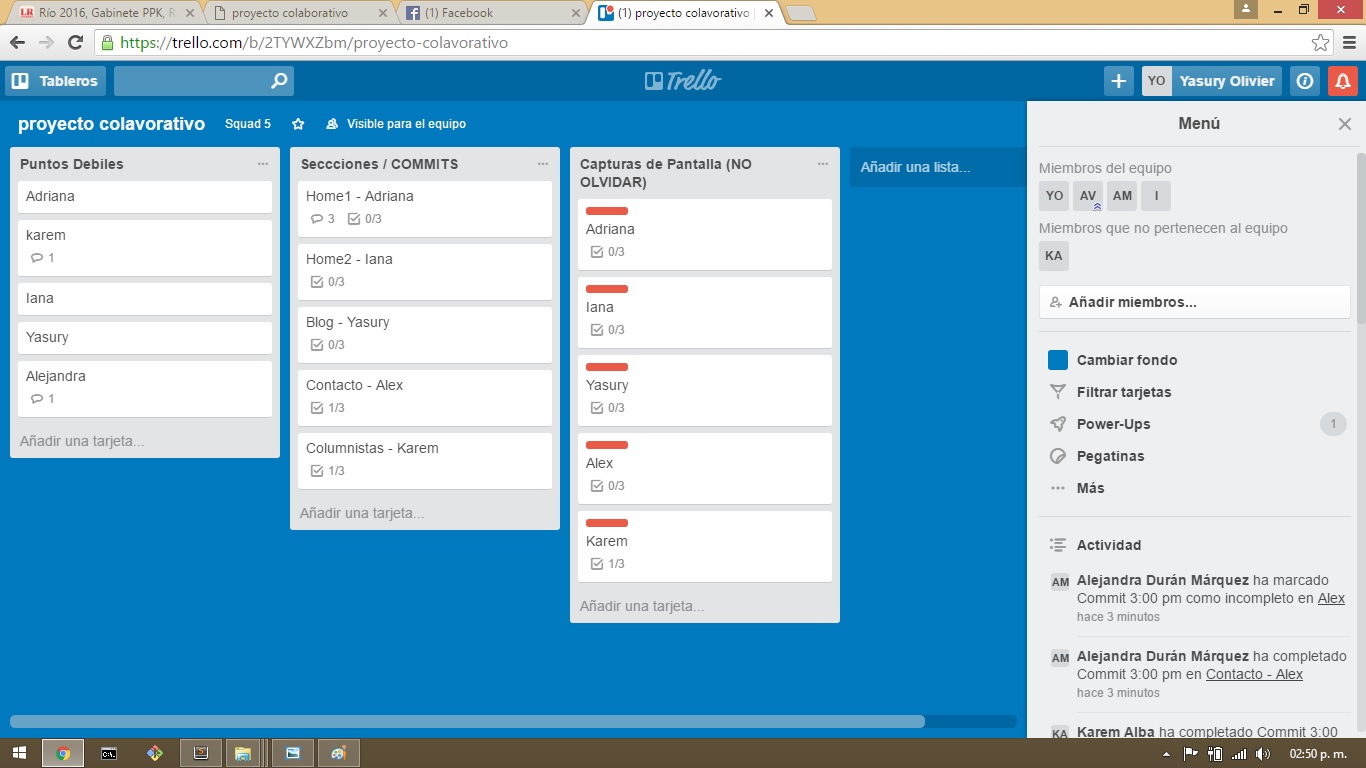 Río 2016, Gabinete PPK, R
proyecto colaborativo
(1) Facebook
(1) proyecto colavorativo |
https://trello.com/b/2TYWXZbm/proyecto-colavorativo
Tableros
Trello
YO Yasury Olivier
proyecto colavorativo Squad 5 Visible para el equipo
Puntos Debiles
Adriana
karem
1
Iana
Yasury
Alejandra
1
Añadir una tarjeta...
Seccciones / COMMITS
Home1 - Adriana
3 0/3
Home2 - Iana
0/3
Blog - Yasury
0/3
Contacto - Alex
1/3
Columnistas - Karem
1/3
Añadir una tarjeta...
Capturas de Pantalla (NO
OLVIDAR)
Adriana
0/3
Iana
0/3
Yasury
0/3
Alex
0/3
Karem
1/3
Añadir una tarjeta...
Añadir una lista...
Menú
Miembros del equipo
YO AV AM I
Miembros que no pertenecen al equipo
KA
Añadir miembros...
Cambiar fondo
Filtrar tarjetas
Power-Ups 1
Pegatinas
Más
Actividad
AM Alejandra Durán Márquez ha marcado
Commit 3:00 pm como incompleto en Alex
hace 3 minutos
AM Alejandra Durán Márquez ha completado
Commit 3:00 pm en Contacto - Alex
hace 3 minutos
KA Karem Alba ha completado Commit 3:00
02:50 p. m.